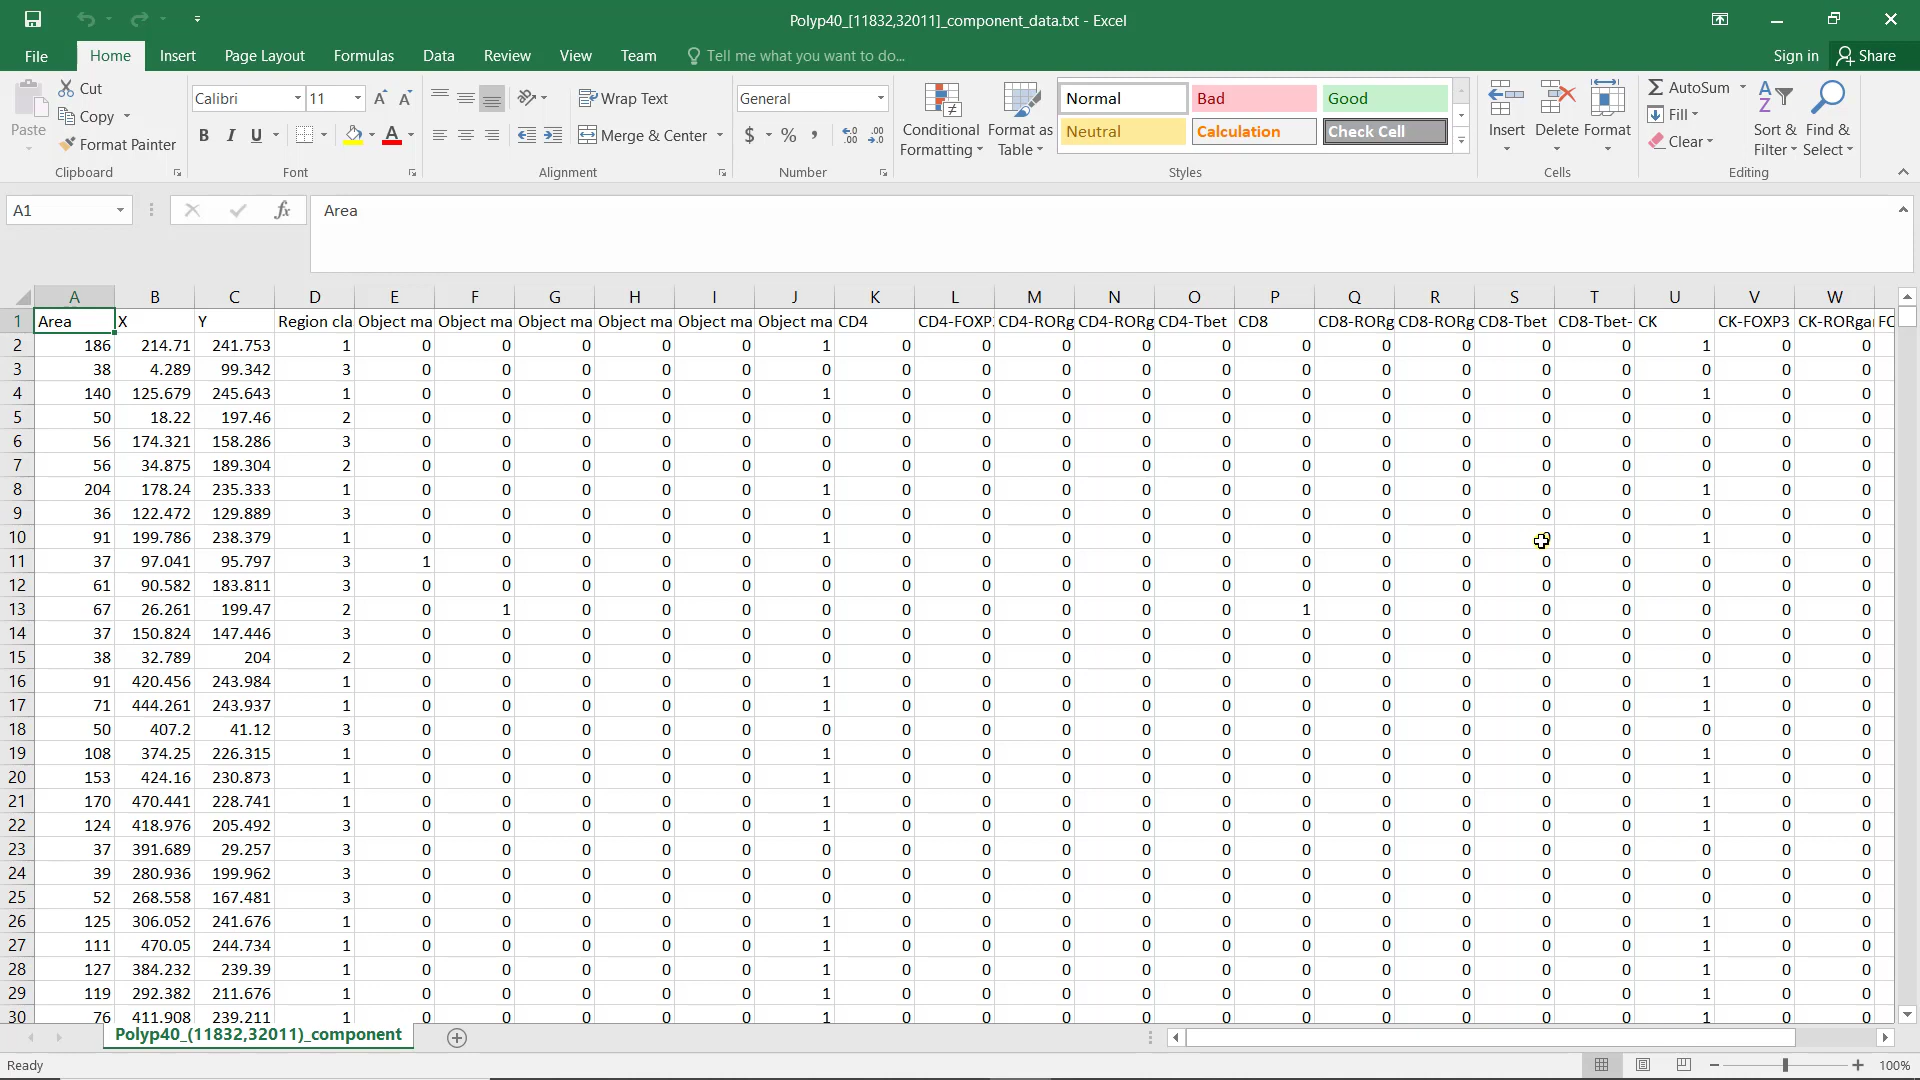 Polyp40_[11832,32011]_component_data.txt - Excel
File Home Insert Page Layout Formulas Data Review View Team Tell me what you want to do... Sign in Share
Paste Cut Copy Format Painter Clipboard
Calibri 11 A A B I U A Font
Wrap Text Merge & Center Alignment
General $ % , Number
Conditional Formatting Format as Table Normal Bad Good Neutral Calculation Check Cell Styles
Insert Delete Format Cells
AutoSum Fill Clear Sort & Filter Find & Select Editing
A1 fx Area
A B C D E F G H I J K L M N O P Q R S T U V W
1 Area X Y Region cla Object ma Object ma Object ma Object ma Object ma Object ma CD4 CD4-FOXP CD4-RORg CD4-RORg CD4-Tbet CD8 CD8-RORg CD8-RORg CD8-Tbet CD8-Tbet- CK CK-FOXP3 CK-RORga FC
2 186 214.71 241.753 1 0 0 0 0 0 1 0 0 0 0 0 0 0 0 0 0 1 0 0
3 38 4.289 99.342 3 0 0 0 0 0 0 0 0 0 0 0 0 0 0 0 0 0 0 0
4 140 125.679 245.643 1 0 0 0 0 0 1 0 0 0 0 0 0 0 0 0 0 1 0 0
5 50 18.22 197.46 2 0 0 0 0 0 0 0 0 0 0 0 0 0 0 0 0 0 0 0
6 56 174.321 158.286 3 0 0 0 0 0 0 0 0 0 0 0 0 0 0 0 0 0 0 0
7 56 34.875 189.304 2 0 0 0 0 0 0 0 0 0 0 0 0 0 0 0 0 0 0 0
8 204 178.24 235.333 1 0 0 0 0 0 1 0 0 0 0 0 0 0 0 0 0 1 0 0
9 36 122.472 129.889 3 0 0 0 0 0 0 0 0 0 0 0 0 0 0 0 0 0 0 0
10 91 199.786 238.379 1 0 0 0 0 0 1 0 0 0 0 0 0 0 0 0 1 0 0
11 37 97.041 95.797 3 1 0 0 0 0 0 0 0 0 0 0 0 0 0 0 0 0 0 0
12 61 90.582 183.811 3 0 0 0 0 0 0 0 0 0 0 0 0 0 0 0 0 0 0 0
13 67 26.261 199.47 2 0 1 0 0 0 0 0 0 0 0 0 1 0 0 0 0 0 0 0
14 37 150.824 147.446 3 0 0 0 0 0 0 0 0 0 0 0 0 0 0 0 0 0 0 0
15 38 32.789 204 2 0 0 0 0 0 0 0 0 0 0 0 0 0 0 0 0 0 0 0
16 91 420.456 243.984 1 0 0 0 0 0 1 0 0 0 0 0 0 0 0 0 0 1 0 0
17 71 444.261 243.937 1 0 0 0 0 0 1 0 0 0 0 0 0 0 0 0 0 1 0 0
18 50 407.2 41.12 3 0 0 0 0 0 0 0 0 0 0 0 0 0 0 0 0 0 0 0
19 108 374.25 226.315 1 0 0 0 0 0 1 0 0 0 0 0 0 0 0 0 0 1 0 0
20 153 424.16 230.873 1 0 0 0 0 0 1 0 0 0 0 0 0 0 0 0 0 1 0 0
21 170 470.441 228.741 1 0 0 0 0 0 1 0 0 0 0 0 0 0 0 0 0 1 0 0
22 124 418.976 205.492 3 0 0 0 0 0 1 0 0 0 0 0 0 0 0 0 0 1 0 0
23 37 391.689 29.257 3 0 0 0 0 0 0 0 0 0 0 0 0 0 0 0 0 0 0 0
24 39 280.936 199.962 3 0 0 0 0 0 0 0 0 0 0 0 0 0 0 0 0 0 0 0
25 52 268.558 167.481 3 0 0 0 0 0 0 0 0 0 0 0 0 0 0 0 0 0 0 0
26 125 306.052 241.676 1 0 0 0 0 0 1 0 0 0 0 0 0 0 0 0 0 1 0 0
27 111 470.05 244.734 1 0 0 0 0 0 1 0 0 0 0 0 0 0 0 0 0 1 0 0
28 127 384.232 239.39 1 0 0 0 0 0 1 0 0 0 0 0 0 0 0 0 0 1 0 0
29 119 292.382 211.676 1 0 0 0 0 0 1 0 0 0 0 0 0 0 0 0 0 1 0 0
30 76 411.908 239.211 1 0 0 0 0 0 1 0 0 0 0 0 0 0 0 0 0 1 0 0
Polyp40_(11832,32011)_component
Ready 100%